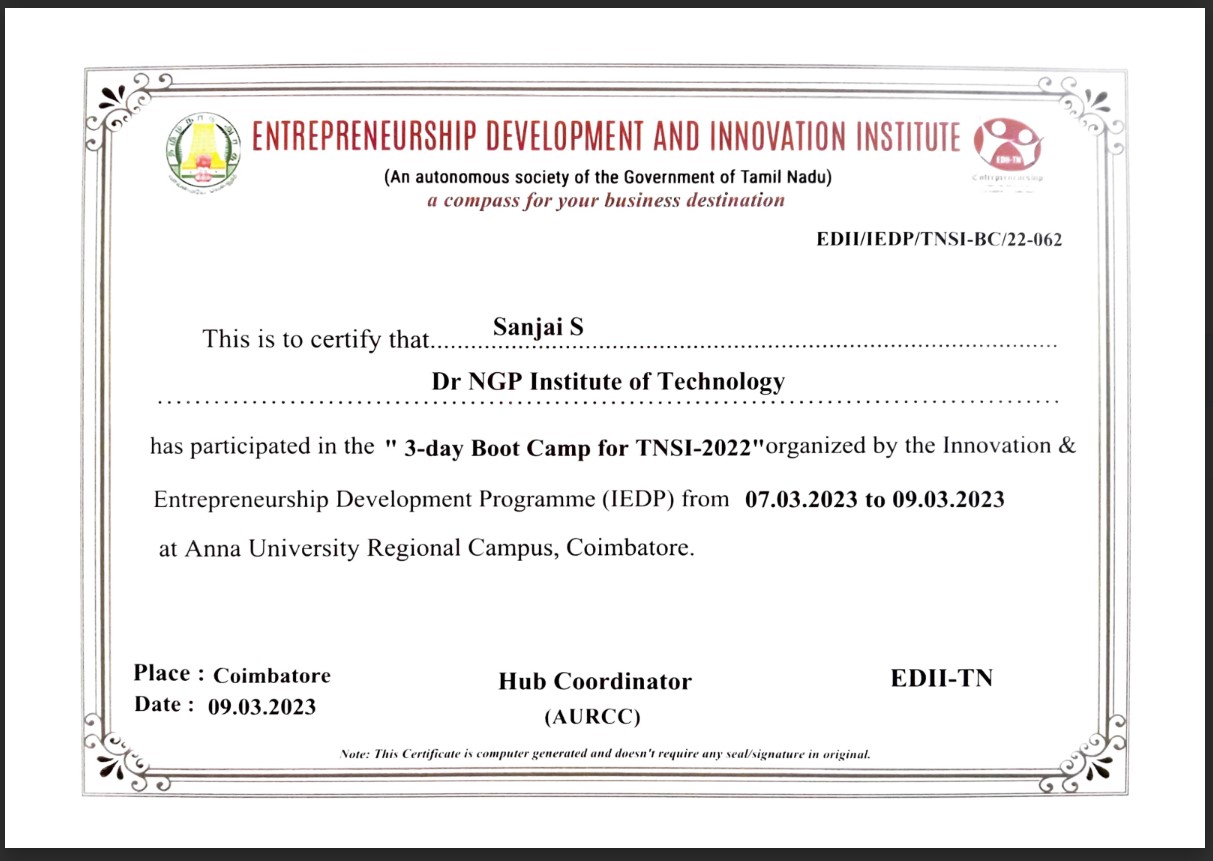 ENTREPRENEURSHIP DEVELOPMENT AND INNOVATION INSTITUTE
(An autonomous society of the Government of Tamil Nadu)
a compass for your business destination
EDII-TN
EDII/IEDP/TNSI-BC/22-062
This is to certify that.....Sanjai S.....
Dr NGP Institute of Technology
has participated in the " 3-day Boot Camp for TNSI-2022"organized by the Innovation &
Entrepreneurship Development Programme (IEDP) from 07.03.2023 to 09.03.2023
at Anna University Regional Campus, Coimbatore.
Place : Coimbatore
Date : 09.03.2023
Hub Coordinator
(AURCC)
EDII-TN
Note: This Certificate is computer generated and doesn't require any seal/signature in original.